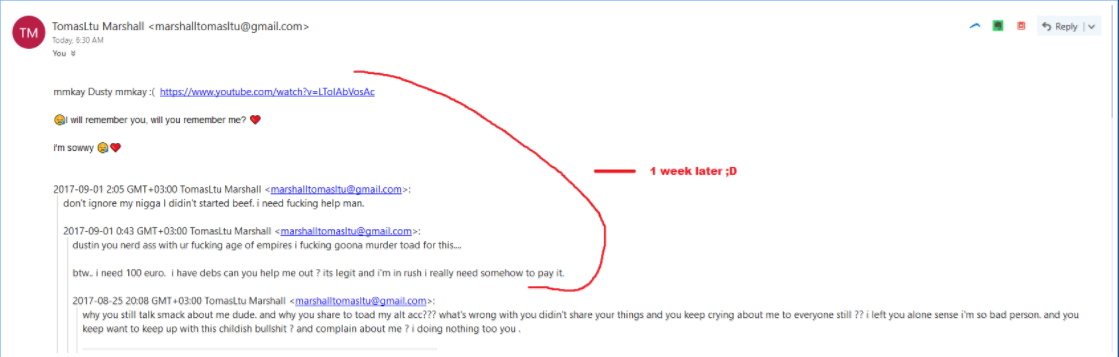 TM
TomasLtu Marshall <marshalltomasltu@gmail.com>
Today, 6:30 AM
You
Reply
mmkay Dusty mmkay :( https://www.youtube.com/watch?v=LToIAbVosAc
😪I will remember you, will you remember me? ❤
i'm sowwy 😪❤
1 week later ;D
2017-09-01 2:05 GMT+03:00 TomasLtu Marshall <marshalltomasltu@gmail.com>:
don't ignore my nigga I didin't started beef. i need fucking help man.
2017-09-01 0:43 GMT+03:00 TomasLtu Marshall <marshalltomasltu@gmail.com>:
dustin you nerd ass with ur fucking age of empires i fucking goona murder toad for this....
btw.. i need 100 euro. i have debs can you help me out ? its legit and i'm in rush i really need somehow to pay it.
2017-08-25 20:08 GMT+03:00 TomasLtu Marshall <marshalltomasltu@gmail.com>:
why you still talk smack about me dude. and why you share to toad my alt acc??? what's wrong with you didin't share your things and you keep crying about me to everyone still ?? i left you alone sense i'm so bad person. and you
keep want to keep up with this childish bullshit ? and complain about me ? i doing nothing too you .